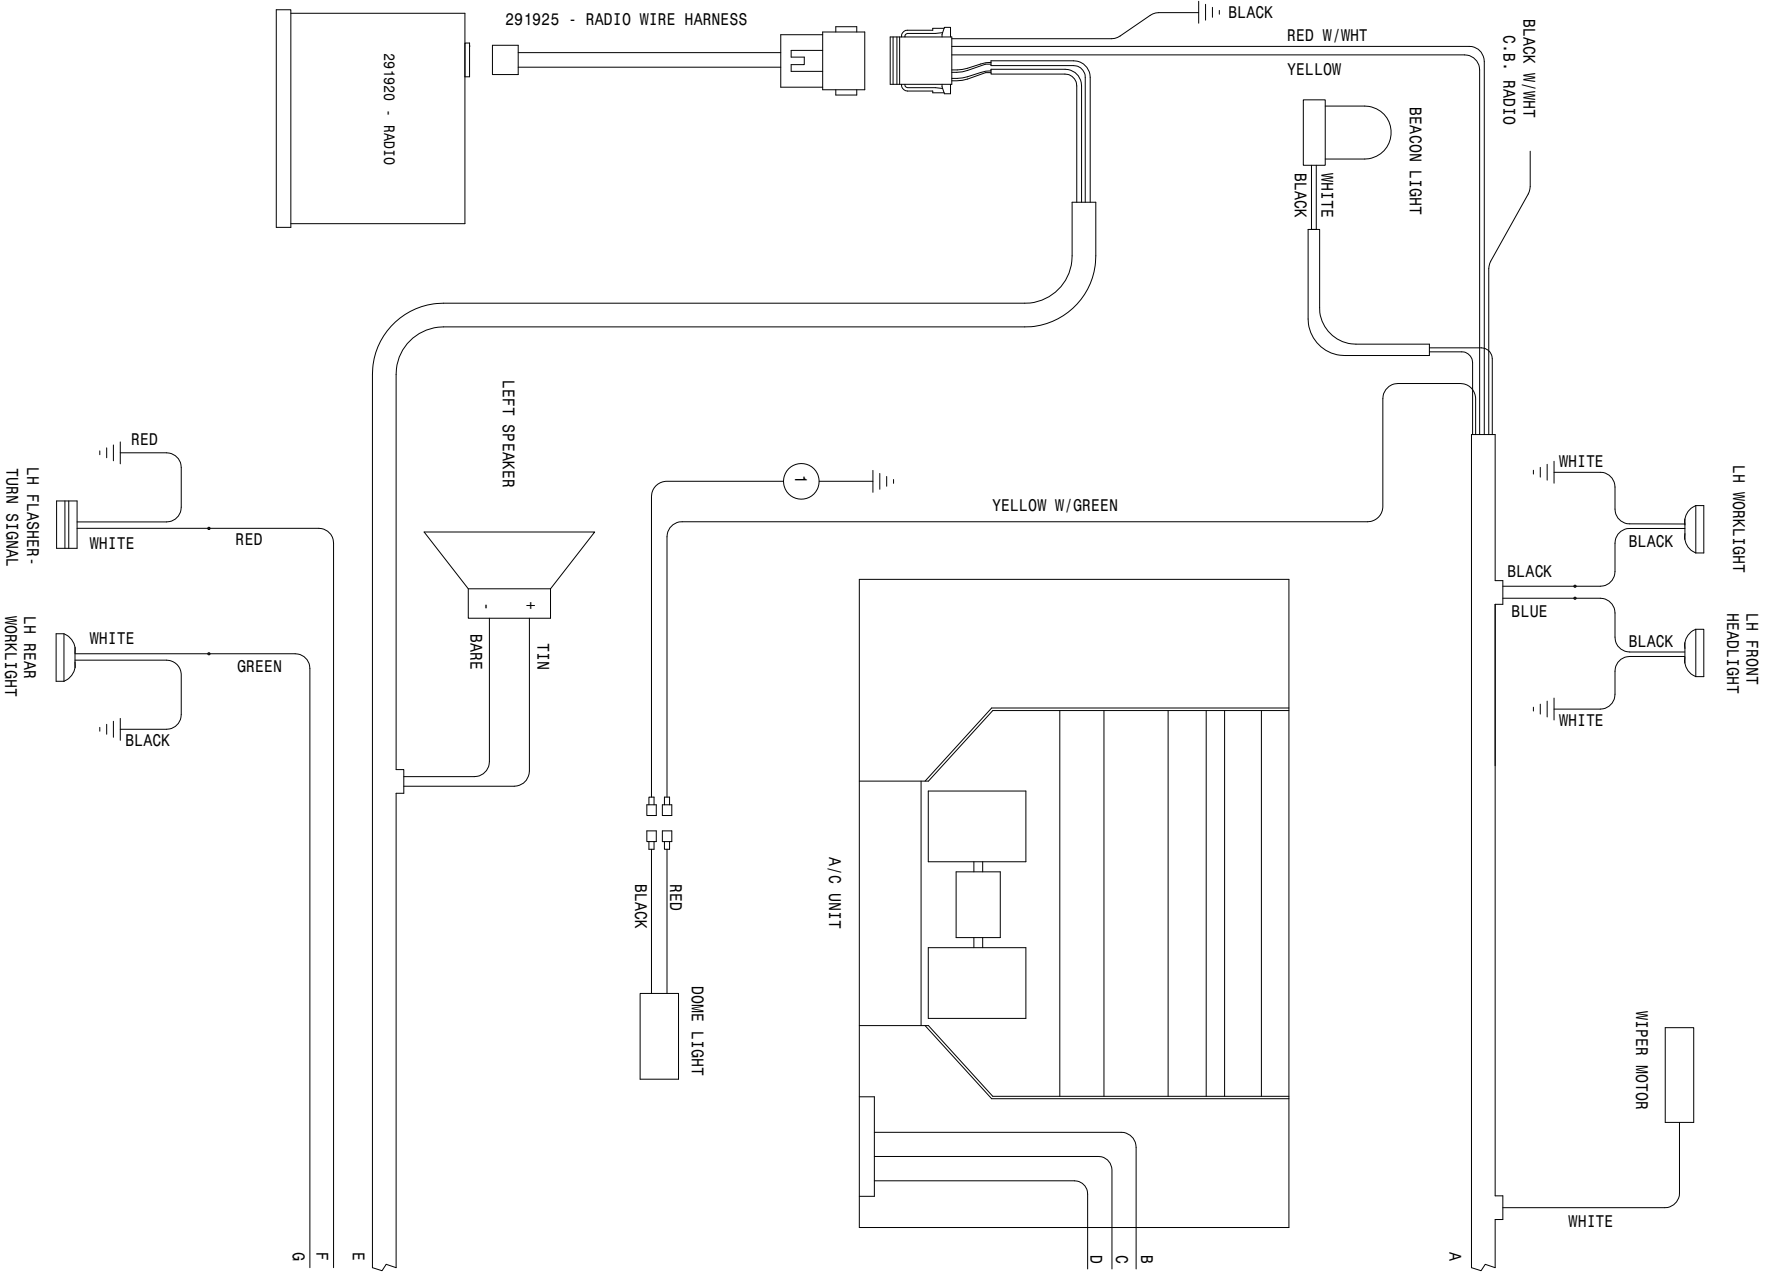 291925 - RADIO WIRE HARNESS
BLACK
RED W/WHT
YELLOW
BLACK W/WHT
C.B. RADIO
291920 - RADIO
BEACON LIGHT
WHITE
BLACK
LEFT SPEAKER
YELLOW W/GREEN
1
WHITE
LH WORKLIGHT
BLACK
BLACK
BLUE
BLACK
LH FRONT
HEADLIGHT
WHITE
RED
LH FLASHER-
TURN SIGNAL
WHITE
RED
- +
BARE
TIN
LH REAR
WORKLIGHT
WHITE
GREEN
BLACK
RED
BLACK
A/C UNIT
DOME LIGHT
WIPER MOTOR
WHITE
G
F
E
D
C
B
A